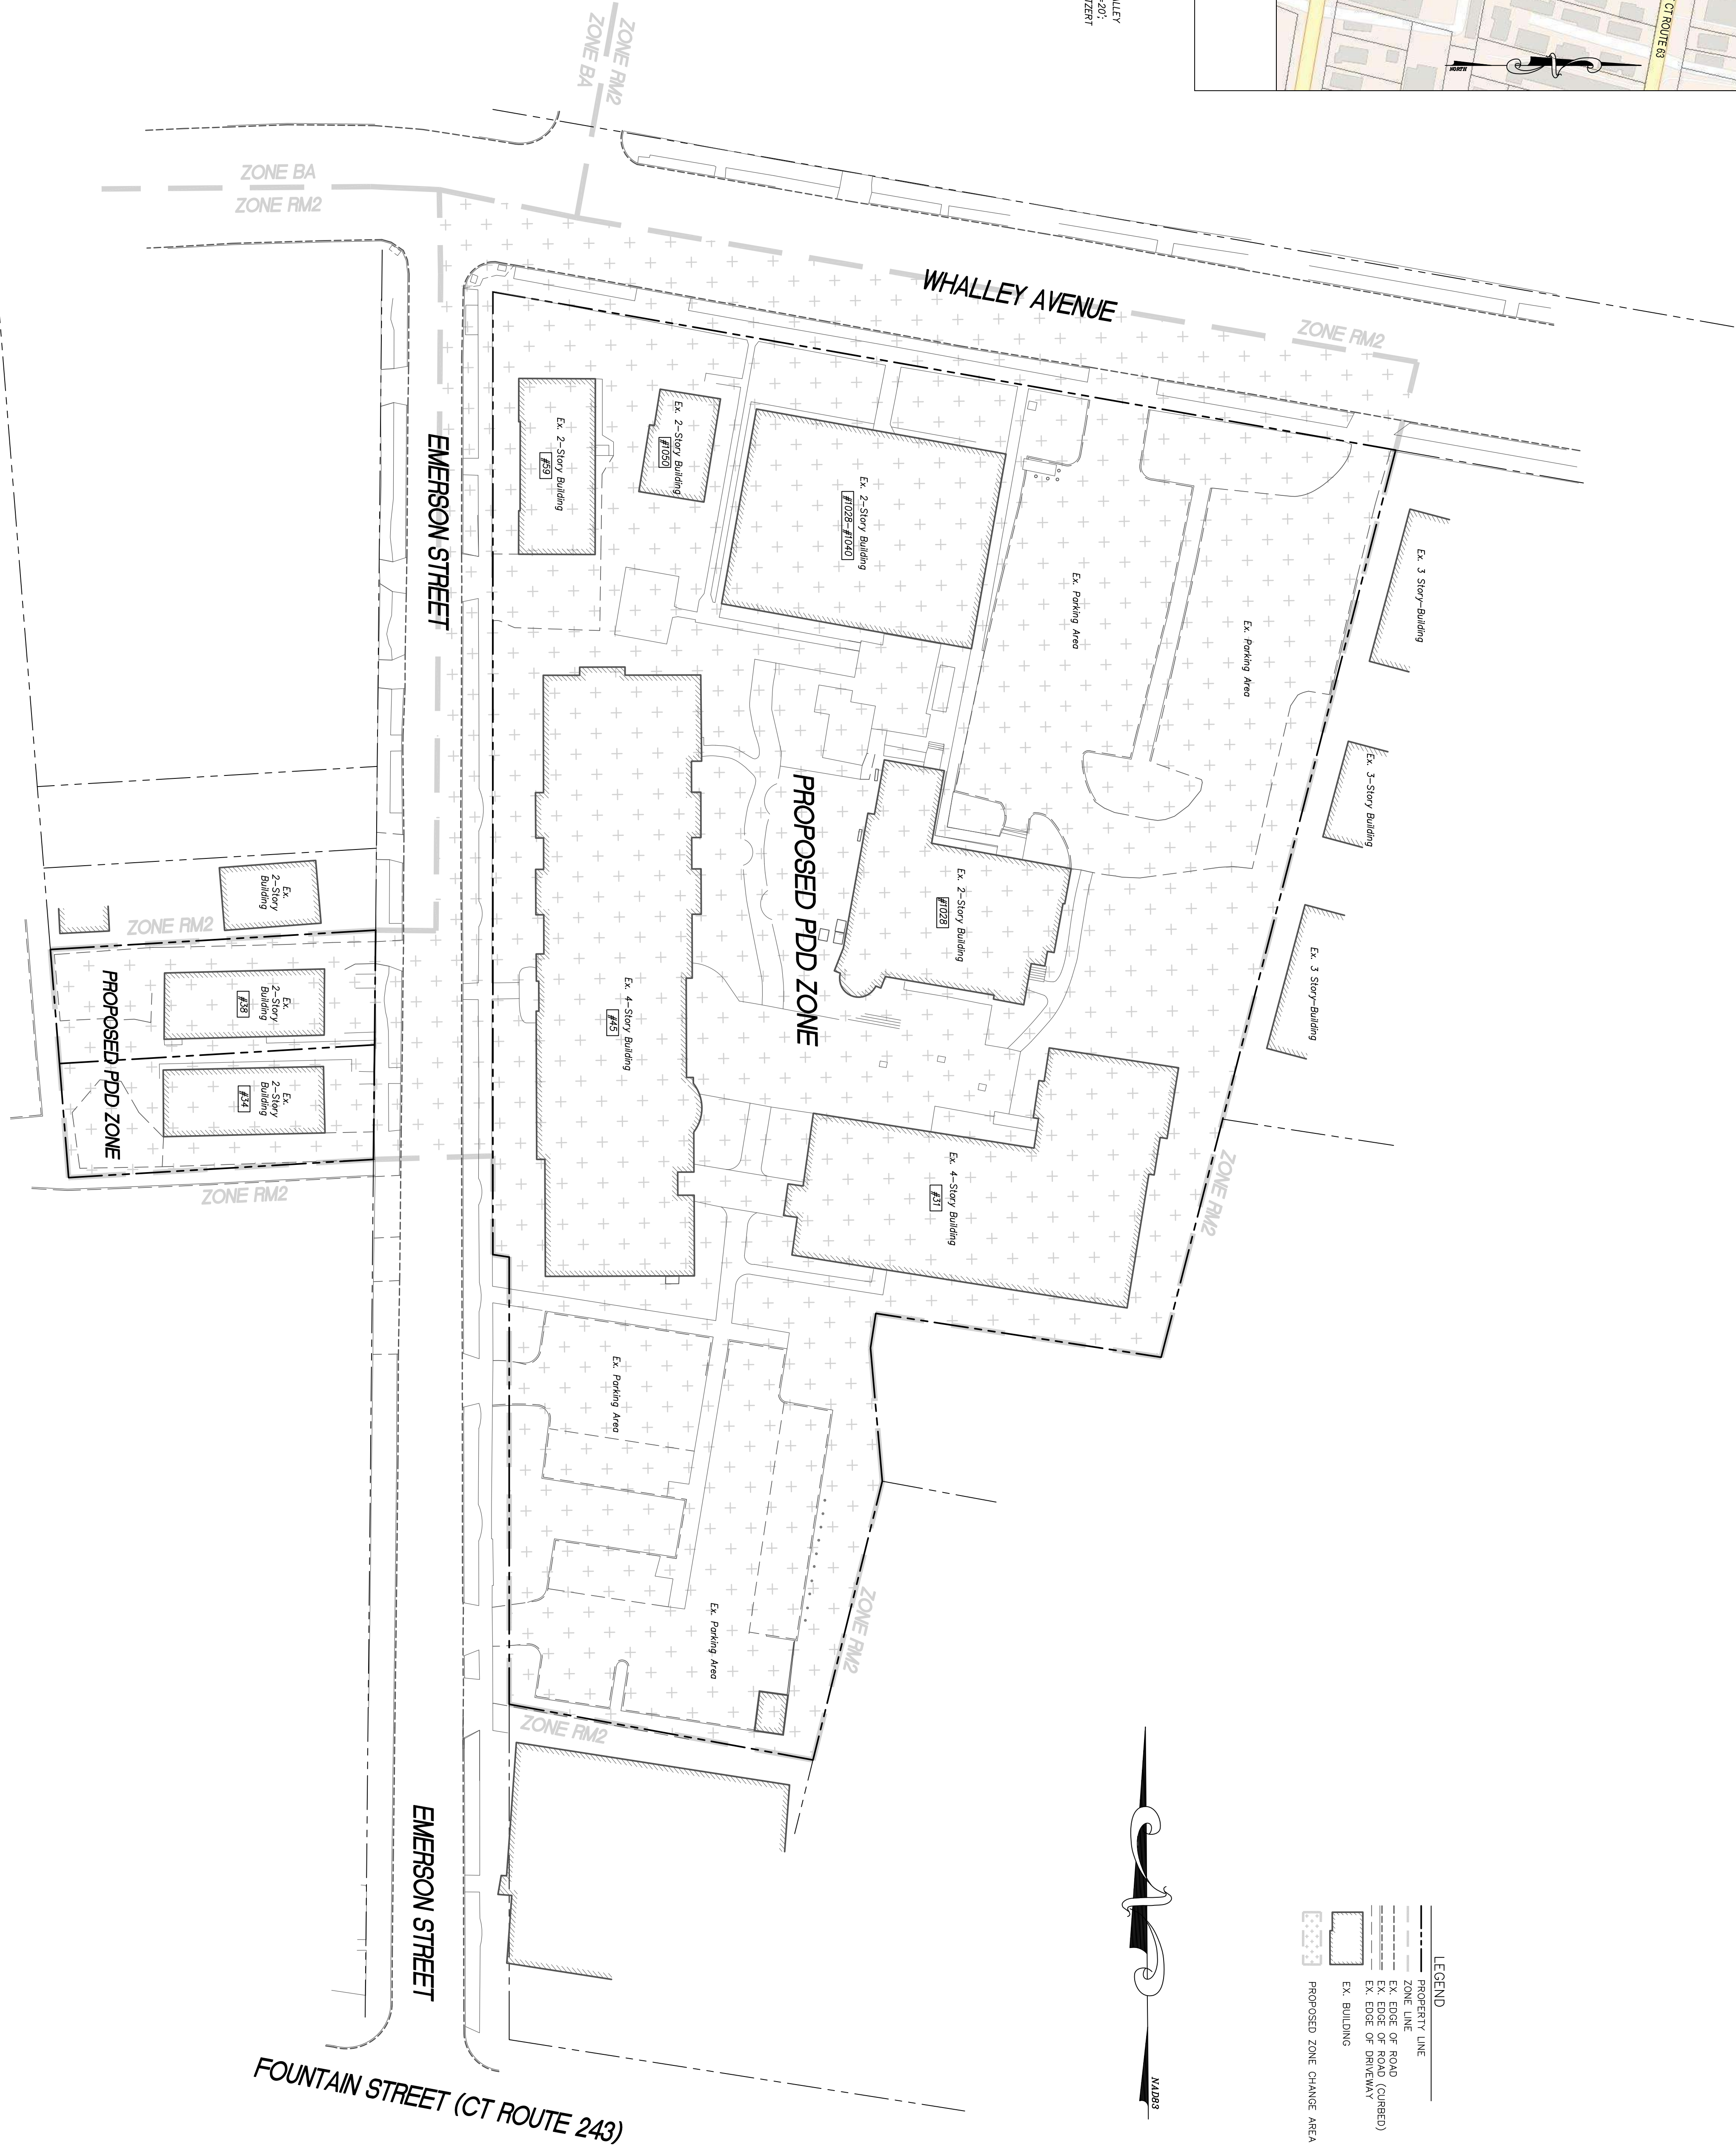 ALLEY
=20';
TZERT
CT ROUTE 63
NORTH
ZONE RM2
ZONE BA
ZONE BA
ZONE RM2
WHALLEY AVENUE
ZONE RM2
EMERSON STREET
Ex. 2-Story Building
#59
Ex. 2-Story Building
#1050
Ex. 2-Story Building
#1028-#1040
Ex. Parking Area
Ex. Parking Area
Ex. 3 Story-Building
Ex. 3-Story Building
Ex. 3 Story-Building
PROPOSED PDD ZONE
Ex. 2-Story Building
#1028
Ex. 4-Story Building
#45
Ex. 4-Story Building
#31
ZONE RM2
Ex.
2-Story
Building
ZONE RM2
PROPOSED PDD ZONE
Ex.
2-Story
Building
#38
Ex.
2-Story
Building
#34
ZONE RM2
Ex. Parking Area
Ex. Parking Area
ZONE RM2
ZONE RM2
EMERSON STREET
FOUNTAIN STREET (CT ROUTE 243)
NAD83
LEGEND
PROPERTY LINE
ZONE LINE
EX. EDGE OF ROAD
EX. EDGE OF ROAD (CURBED)
EX. EDGE OF DRIVEWAY
EX. BUILDING
PROPOSED ZONE CHANGE AREA